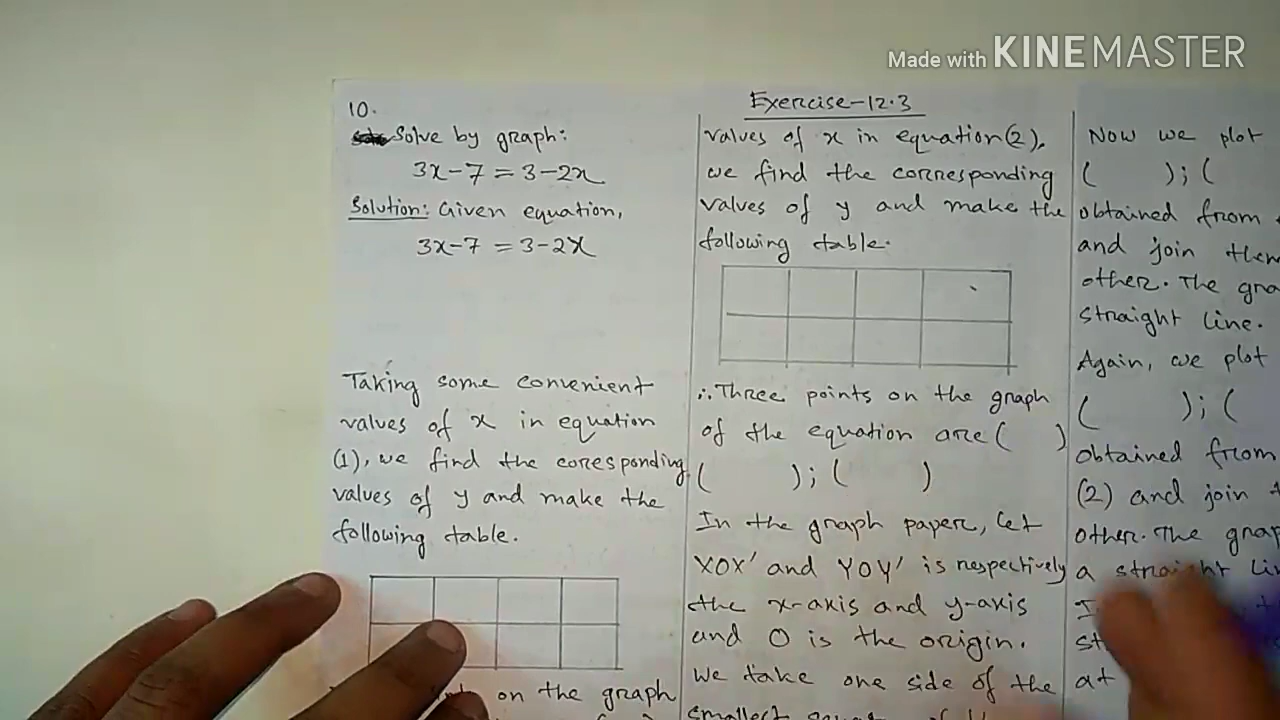 Made with KINEMASTER
Exercise-12.3
10.
Solve by graph:
3x-7=3-2x
Solution: Given equation,
3x-7=3-2x
Taking some convenient
values of x in equation
(1), we find the coresponding
values of y and make the
following table.
on the graph
values of x in equation(2),
we find the corresponding
values of y and make the
following table.
∴Three points on the graph
of the equation are( )
( );( )
In the graph paper, let
XOX' and YOY' is respectively
the x-axis and y-axis
and O is the origin.
We take one side of the
smallest
Now we plot
( );(
obtained from
and join them
other. The gra
straight line.
Again, we plot
( );(
obtained from
(2) and join
other. The grap
a straight lin
at